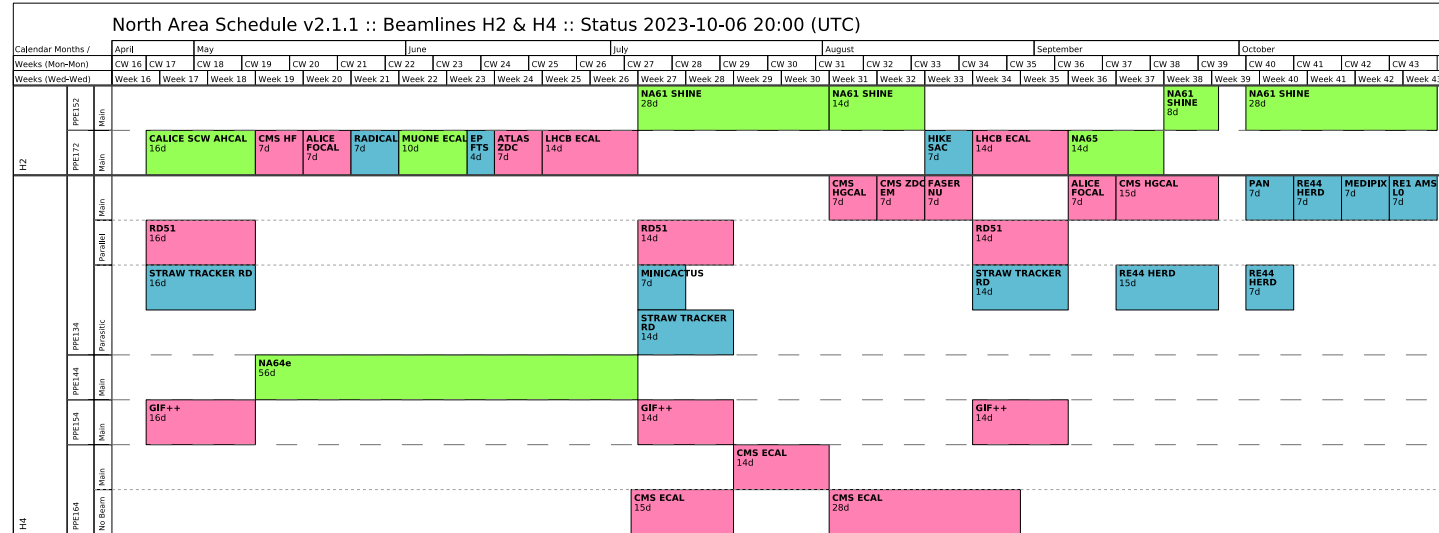 North Area Schedule v2.1.1 :: Beamlines H2 & H4 :: Status 2023-10-06 20:00 (UTC)
Calendar Months / April May June July August September October
Weeks (Mon-Mon) CW 16 CW 17 CW 18 CW 19 CW 20 CW 21 CW 22 CW 23 CW 24 CW 25 CW 26 CW 27 CW 28 CW 29 CW 30 CW 31 CW 32 CW 33 CW 34 CW 35 CW 36 CW 37 CW 38 CW 39 CW 40 CW 41 CW 42 CW 43
Weeks (Wed-Wed) Week 16 Week 17 Week 18 Week 19 Week 20 Week 21 Week 22 Week 23 Week 24 Week 25 Week 26 Week 27 Week 28 Week 29 Week 30 Week 31 Week 32 Week 33 Week 34 Week 35 Week 36 Week 37 Week 38 Week 39 Week 40 Week 41 Week 42 Week 43
H2
PPE152
Main
NA61 SHINE
28d
NA61 SHINE
14d
NA61
SHINE
8d
NA61 SHINE
28d
PPE172
Main
CALICE SCW AHCAL
16d
CMS HF
7d
ALICE
FOCAL
7d
RADICAL
7d
MUONE ECAL
10d
EP
FTS
4d
ATLAS
ZDC
7d
LHCB ECAL
14d
HIKE
SAC
7d
LHCB ECAL
14d
NA65
14d
H4
PPE134
Main
CMS
HGCAL
7d
CMS ZDC
EM
7d
FASER
NU
7d
ALICE
FOCAL
7d
CMS HGCAL
15d
PAN
7d
RE44
HERD
7d
MEDIPIX
7d
RE1 AMS
L0
7d
Parallel
RD51
16d
RD51
14d
RD51
14d
Parasitic
STRAW TRACKER RD
16d
MINICACTUS
7d
STRAW TRACKER
RD
14d
RE44 HERD
15d
RE44
HERD
7d
STRAW TRACKER
RD
14d
PPE144
Main
NA64e
56d
PPE154
Main
GIF++
16d
GIF++
14d
GIF++
14d
PPE164
Main
CMS ECAL
14d
No Beam
CMS ECAL
15d
CMS ECAL
28d